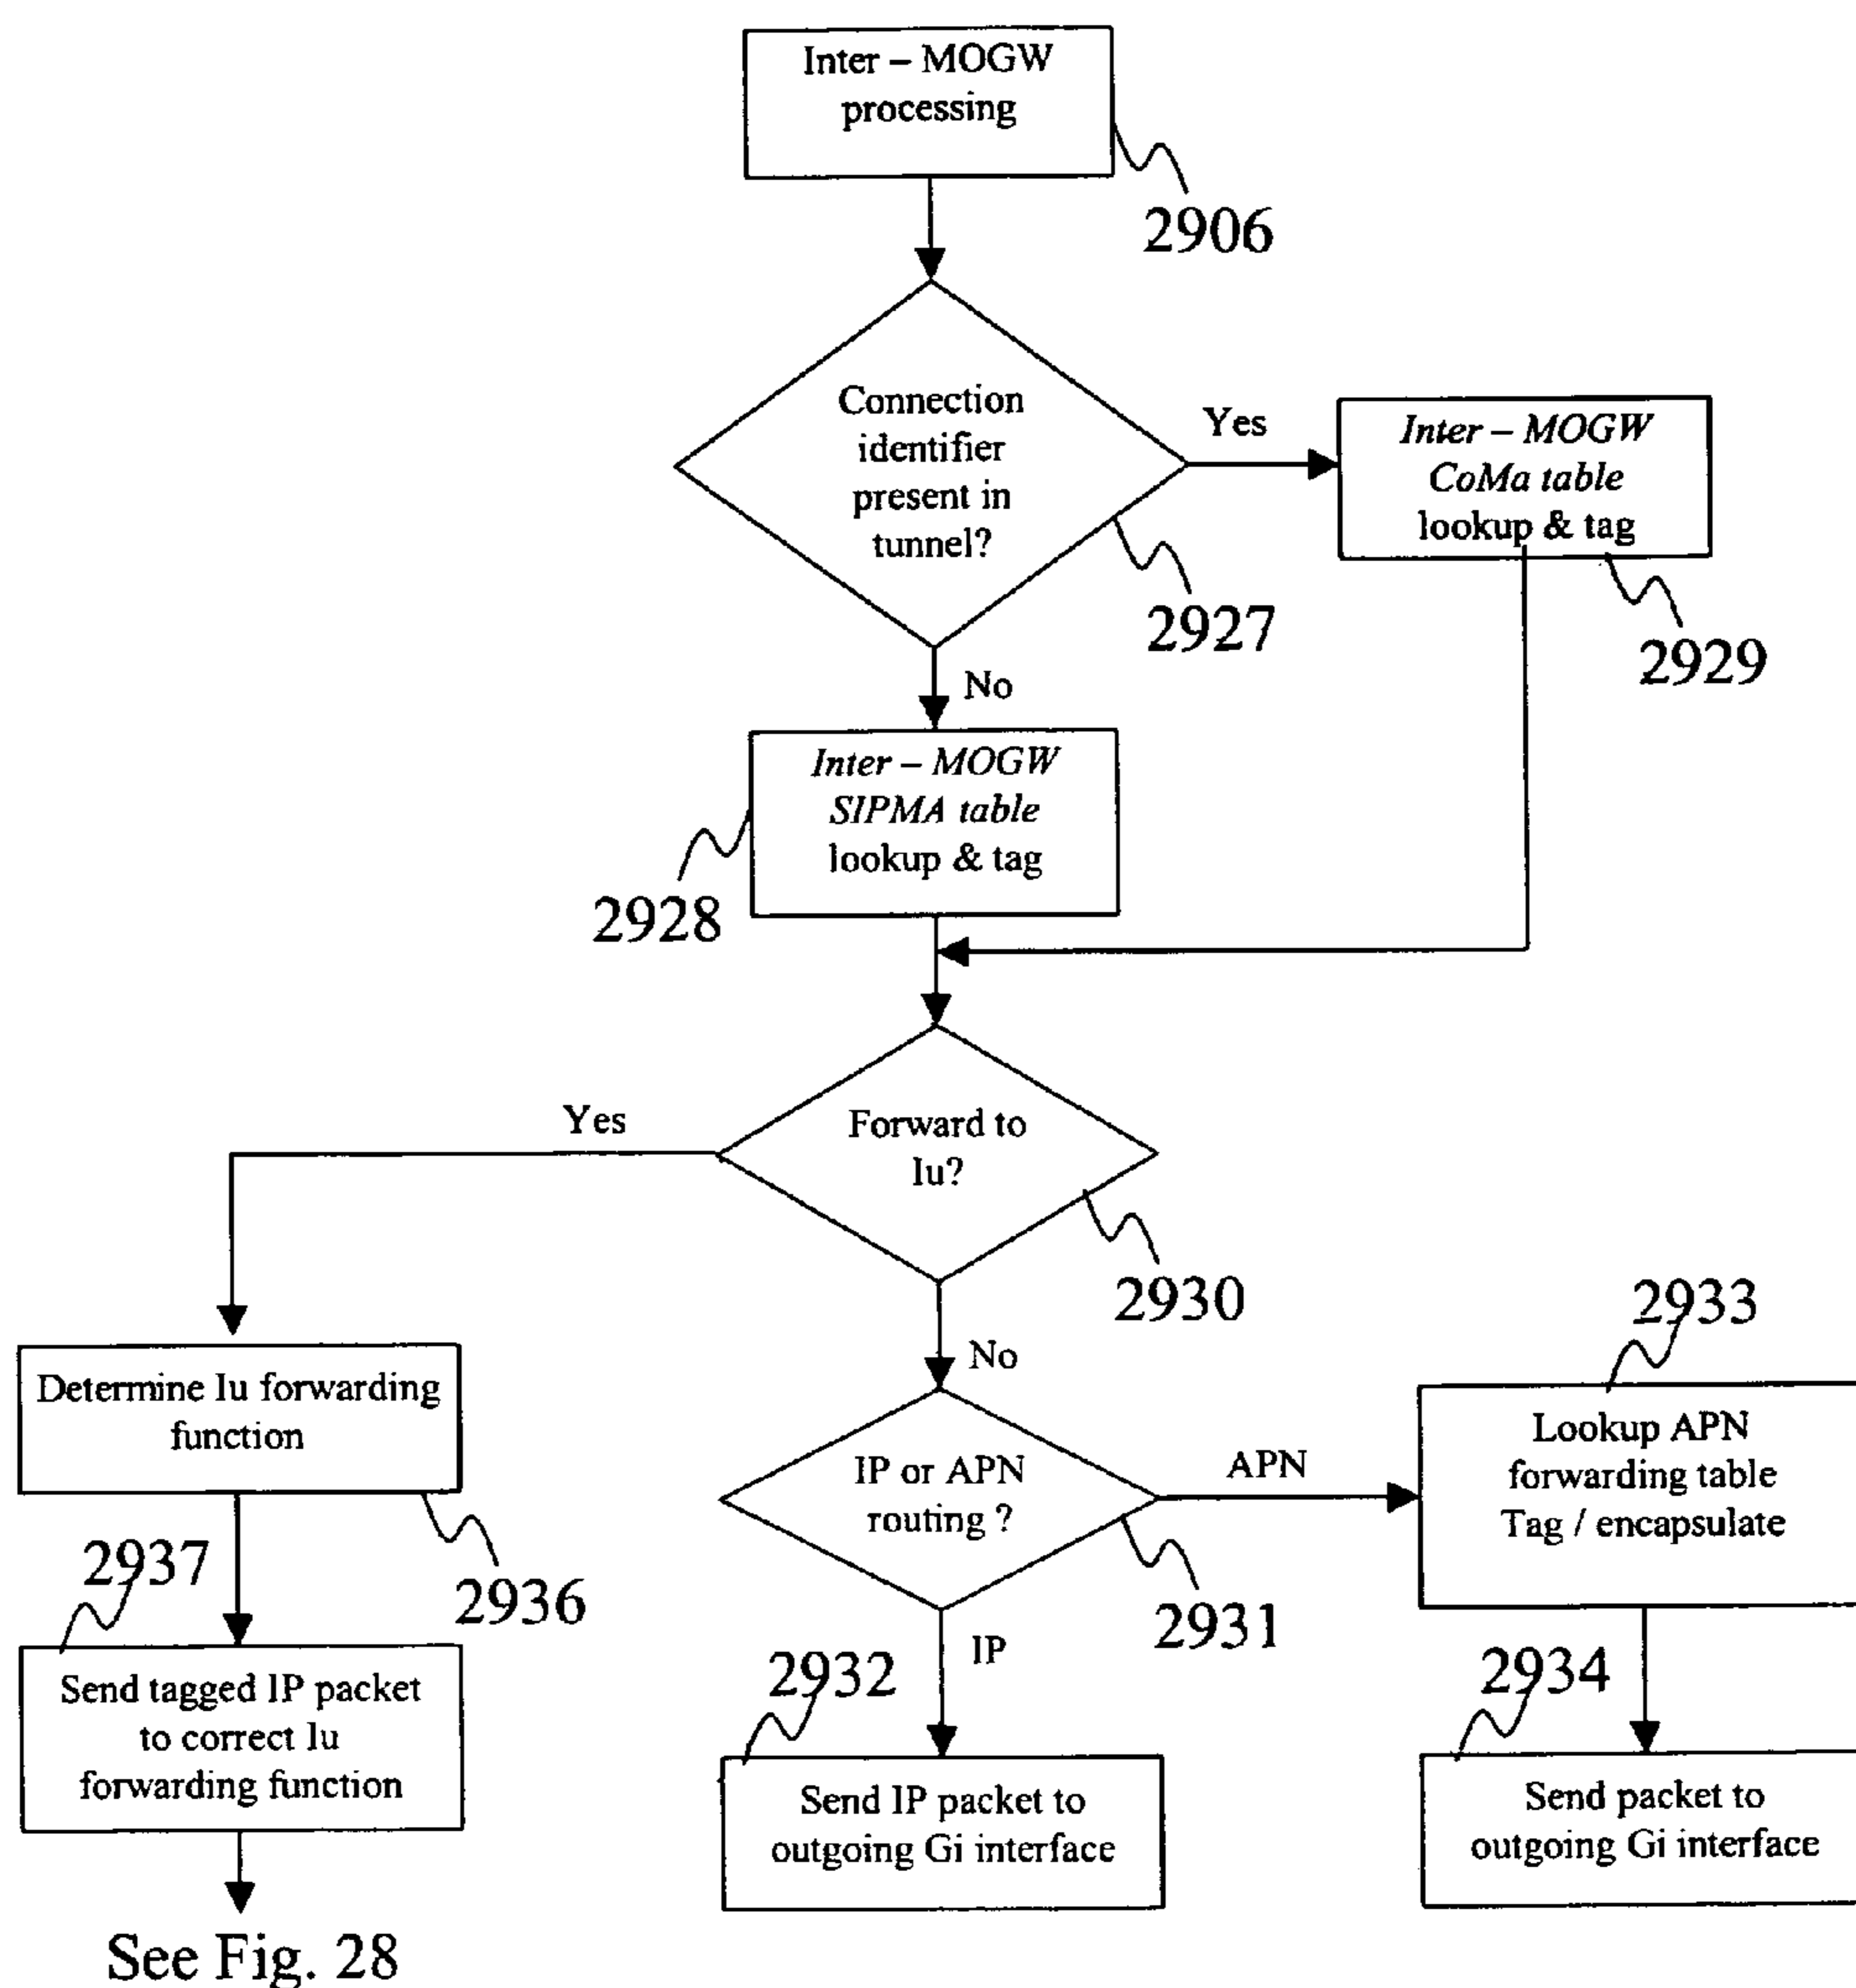 Inter – MOGW
processing
2906
Connection
identifier
present in
tunnel?
Yes
Inter – MOGW
CoMa table
lookup & tag
2927
2929
No
Inter – MOGW
SIPMA table
lookup & tag
2928
Yes
Forward to
Iu?
2930
No
2933
Determine Iu forwarding
function
IP or APN
routing ?
APN
Lookup APN
forwarding table
Tag / encapsulate
2937
2936
2931
IP
2932
2934
Send tagged IP packet
to correct Iu
forwarding function
Send IP packet to
outgoing Gi interface
Send packet to
outgoing Gi interface
See Fig. 28